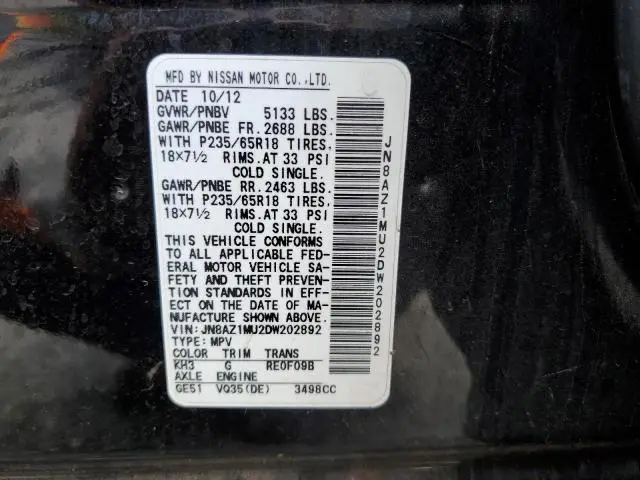 MFD BY NISSAN MOTOR CO.,LTD.
DATE 10/12
GVWR/PNBV 5133 LBS.
GAWR/PNBE FR. 2688 LBS.
WITH P235/65R18 TIRES,
18X7½ RIMS.AT 33 PSI
COLD SINGLE.
GAWR/PNBE RR. 2463 LBS.
WITH P235/65R18 TIRES,
18X7½ RIMS.AT 33 PSI
COLD SINGLE.
THIS VEHICLE CONFORMS
TO ALL APPLICABLE FED-
ERAL MOTOR VEHICLE SA-
FETY AND THEFT PREVEN-
TION STANDARDS IN EFF-
ECT ON THE DATE OF MA-
NUFACTURE SHOWN ABOVE.
VIN: JN8AZ1MU2DW202892
TYPE: MPV
COLOR TRIM TRANS
KH3 G RE0F09B
AXLE ENGINE
GE51 VQ35(DE) 3498CC
JN8AZ1MU2DW202892